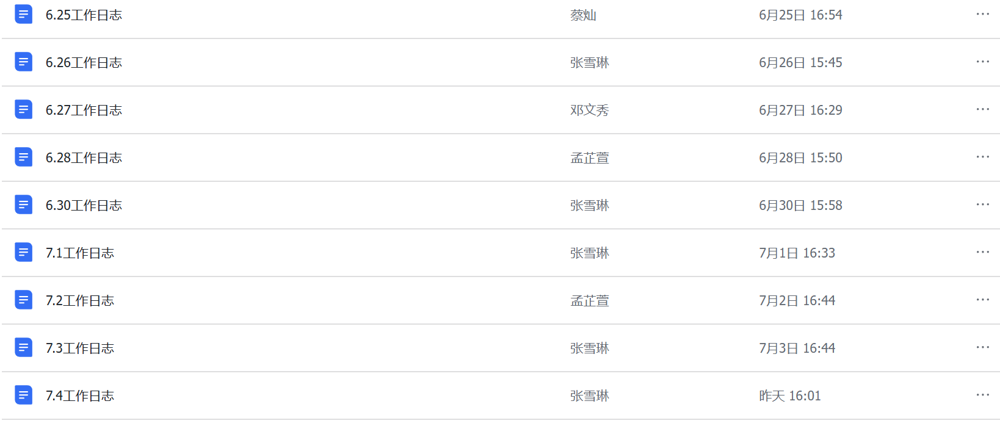 6.25工作日志 蔡灿 6月25日 16:54
6.26工作日志 张雪琳 6月26日 15:45
6.27工作日志 邓文秀 6月27日 16:29
6.28工作日志 孟芷萱 6月28日 15:50
6.30工作日志 张雪琳 6月30日 15:58
7.1工作日志 张雪琳 7月1日 16:33
7.2工作日志 孟芷萱 7月2日 16:44
7.3工作日志 张雪琳 7月3日 16:44
7.4工作日志 张雪琳 昨天 16:01